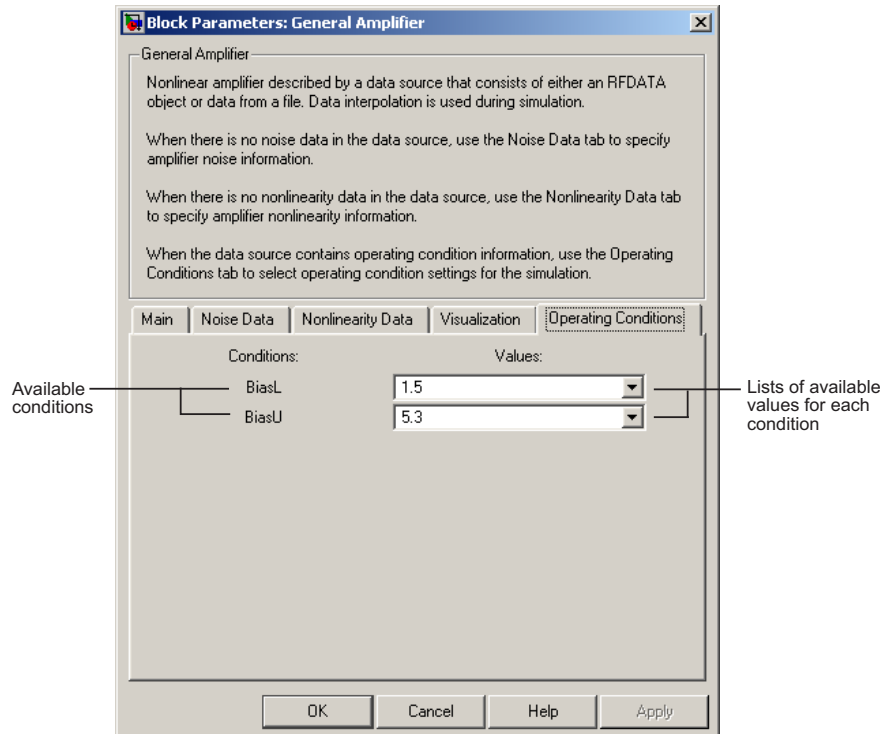 Block Parameters: General Amplifier
General Amplifier
Nonlinear amplifier described by a data source that consists of either an RFDATA
object or data from a file. Data interpolation is used during simulation.
When there is no noise data in the data source, use the Noise Data tab to specify
amplifier noise information.
When there is no nonlinearity data in the data source, use the Nonlinearity Data tab
to specify amplifier nonlinearity information.
When the data source contains operating condition information, use the Operating
Conditions tab to select operating condition settings for the simulation.
Main Noise Data Nonlinearity Data Visualization Operating Conditions
Conditions: Values:
BiasL 1.5
BiasU 5.3
Available
conditions
Lists of available
values for each
condition
OK Cancel Help Apply